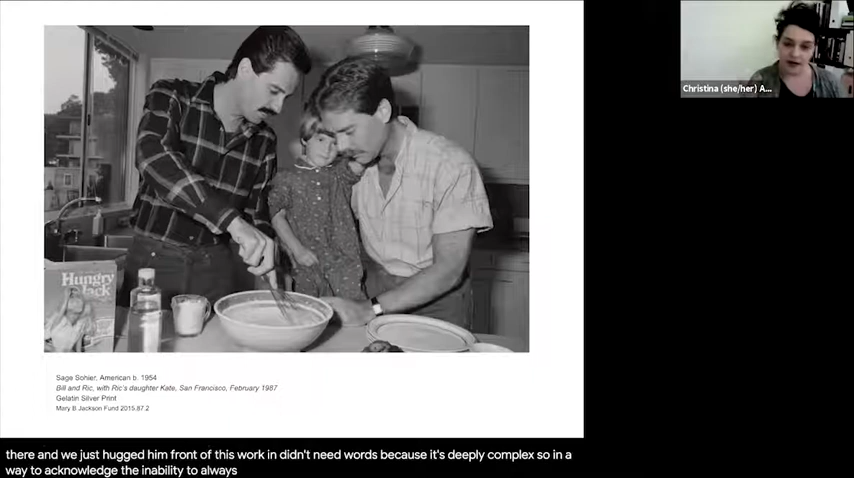 Christina (she/her) A...
Hungry
Jack
Sage Sohier, American b. 1954
Bill and Ric, with Ric's daughter Kate, San Francisco, February 1987
Gelatin Silver Print
Mary B Jackson Fund 2015.87.2
there and we just hugged him front of this work in didn't need words because it's deeply complex so in a
way to acknowledge the inability to always